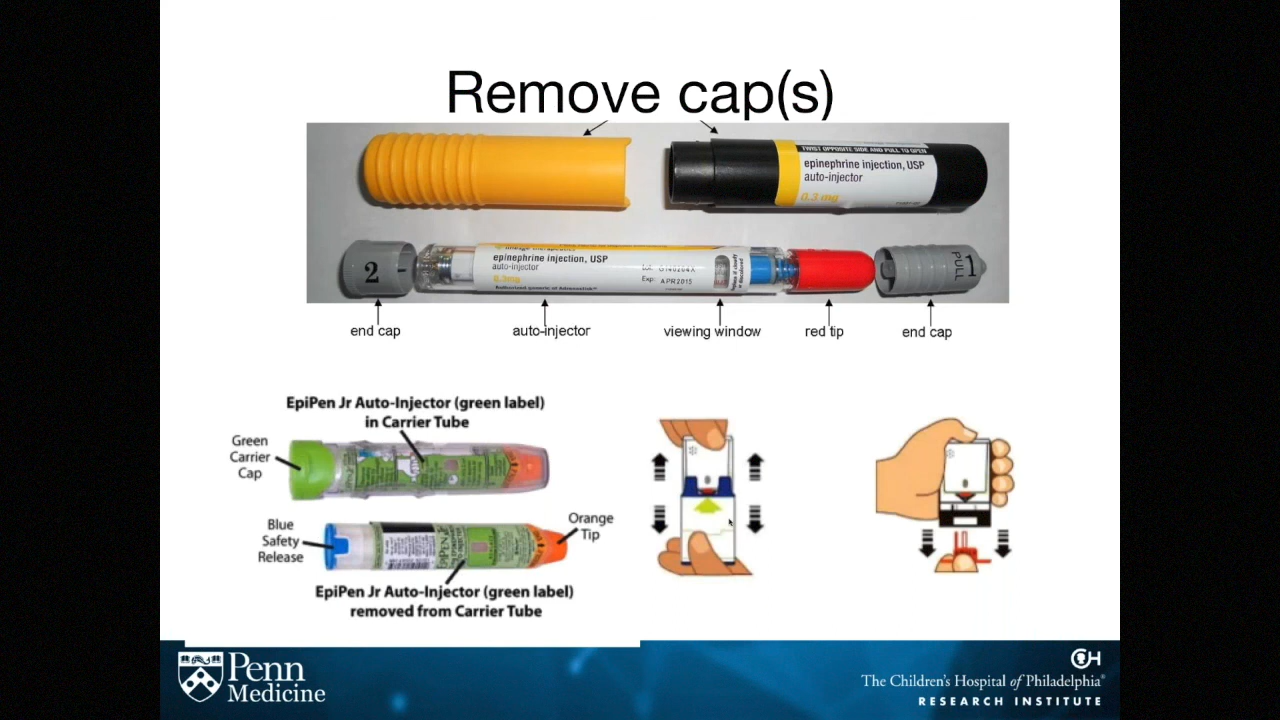 Remove cap(s)
TWIST OPPOSITE SIDE AND PULL TO OPEN
epinephrine injection, USP
auto-injector
0.3 mg
2
epinephrine injection, USP
auto-injector
0.3mg
Lot:
Exp: APR2015
PULL
1
end cap
auto-injector
viewing window
red tip
end cap
EpiPen Jr Auto-Injector (green label)
in Carrier Tube
Green
Carrier
Cap
Blue
Safety
Release
Orange
Tip
EpiPen Jr Auto-Injector (green label)
removed from Carrier Tube
Penn
Medicine
The Children's Hospital of Philadelphia®
RESEARCH INSTITUTE